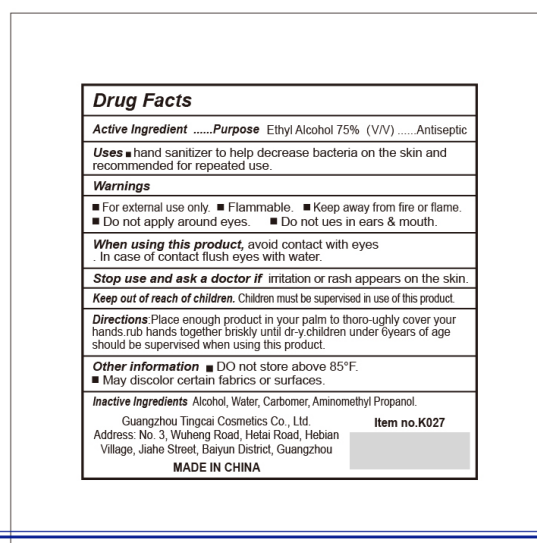 Drug Facts
Active Ingredient ......Purpose Ethyl Alcohol 75% (V/V) ......Antiseptic
Uses ■ hand sanitizer to help decrease bacteria on the skin and
recommended for repeated use.
Warnings
■ For external use only. ■ Flammable. ■ Keep away from fire or flame.
■ Do not apply around eyes. ■ Do not ues in ears & mouth.
When using this product, avoid contact with eyes
. In case of contact flush eyes with water.
Stop use and ask a doctor if irritation or rash appears on the skin.
Keep out of reach of children. Children must be supervised in use of this product.
Directions:Place enough product in your palm to thoro-ughly cover your
hands.rub hands together briskly until dr-y.children under 6years of age
should be supervised when using this product.
Other information ■ DO not store above 85°F.
■ May discolor certain fabrics or surfaces.
Inactive Ingredients Alcohol, Water, Carbomer, Aminomethyl Propanol.
Guangzhou Tingcai Cosmetics Co., Ltd.
Address: No. 3, Wuheng Road, Hetai Road, Hebian
Village, Jiahe Street, Baiyun District, Guangzhou
MADE IN CHINA
Item no.K027